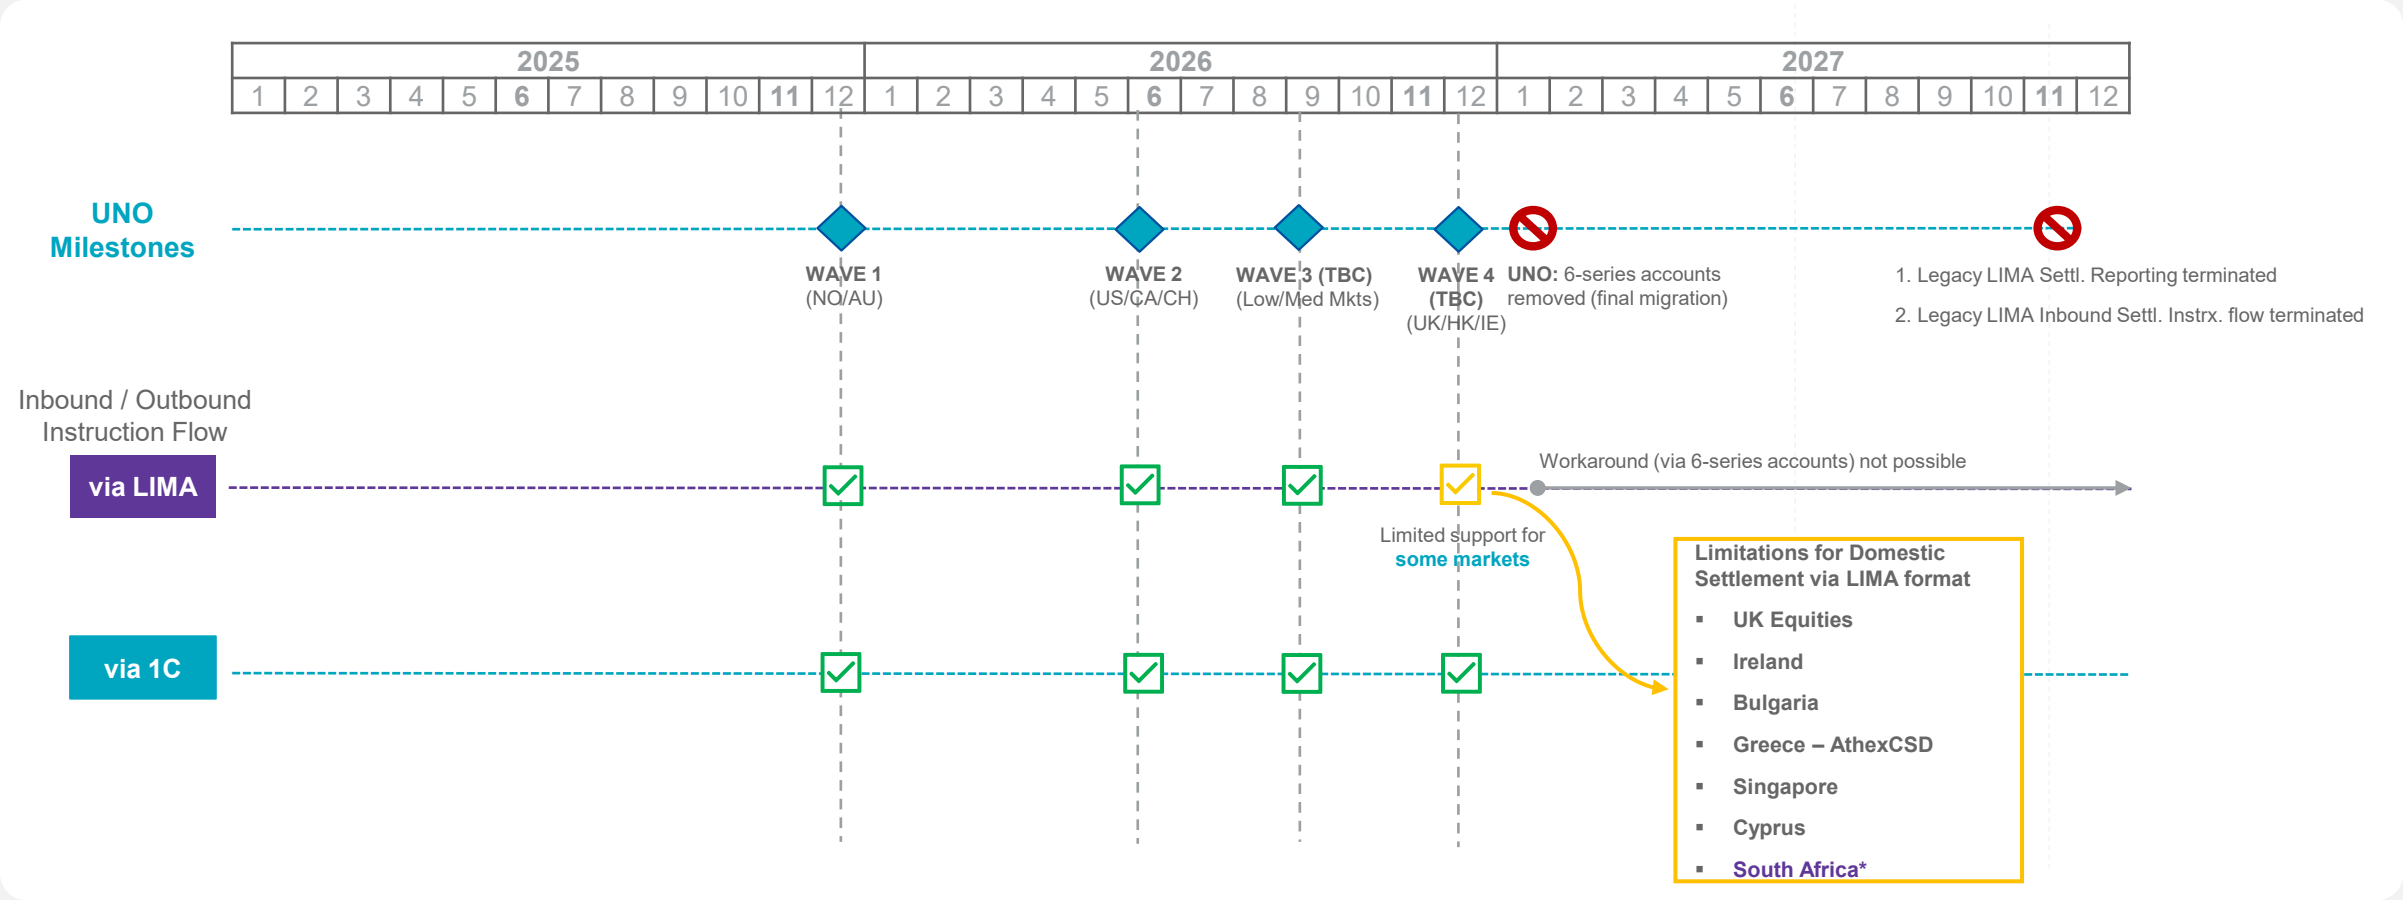 2025 2026 2027
1 2 3 4 5 6 7 8 9 10 11 12 1 2 3 4 5 6 7 8 9 10 11 12 1 2 3 4 5 6 7 8 9 10 11 12
UNO
Milestones
WAVE 1
(NO/AU)
WAVE 2
(US/CA/CH)
WAVE 3 (TBC)
(Low/Med Mkts)
WAVE 4
(TBC)
(UK/HK/IE)
UNO: 6-series accounts
removed (final migration)
1. Legacy LIMA Settl. Reporting terminated
2. Legacy LIMA Inbound Settl. Instrx. flow terminated
Inbound / Outbound
Instruction Flow
via LIMA
Workaround (via 6-series accounts) not possible
Limited support for
some markets
via 1C
Limitations for Domestic
Settlement via LIMA format
▪ UK Equities
▪ Ireland
▪ Bulgaria
▪ Greece – AthexCSD
▪ Singapore
▪ Cyprus
▪ South Africa*